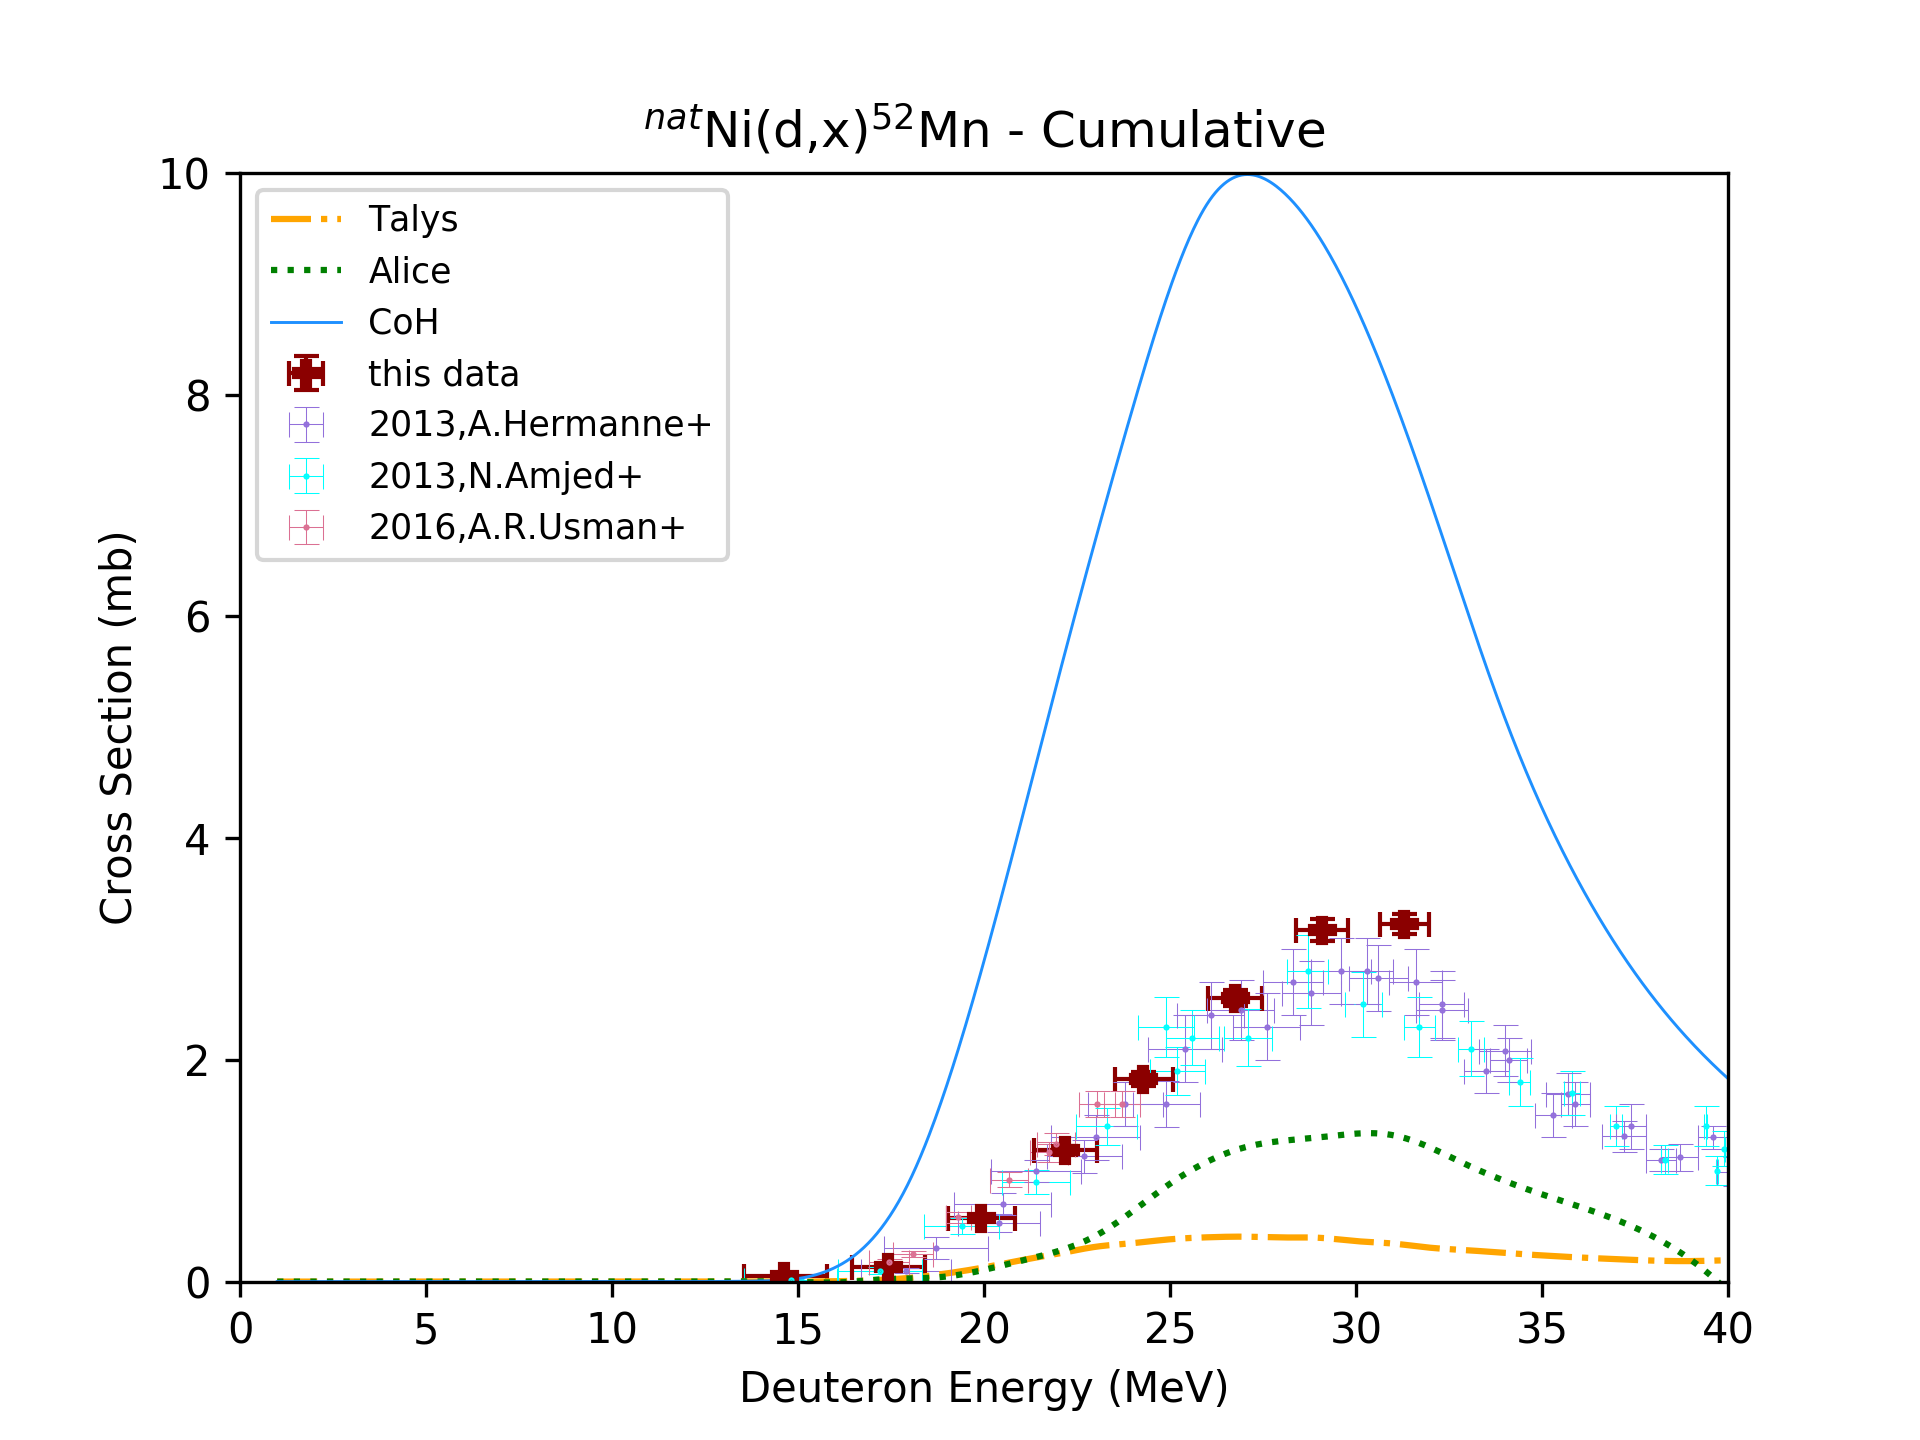 natNi(d,x)52Mn - Cumulative
10
8
6
4
2
0
Cross Section (mb)
Talys
Alice
CoH
this data
2013,A.Hermanne+
2013,N.Amjed+
2016,A.R.Usman+
0 5 10 15 20 25 30 35 40
Deuteron Energy (MeV)